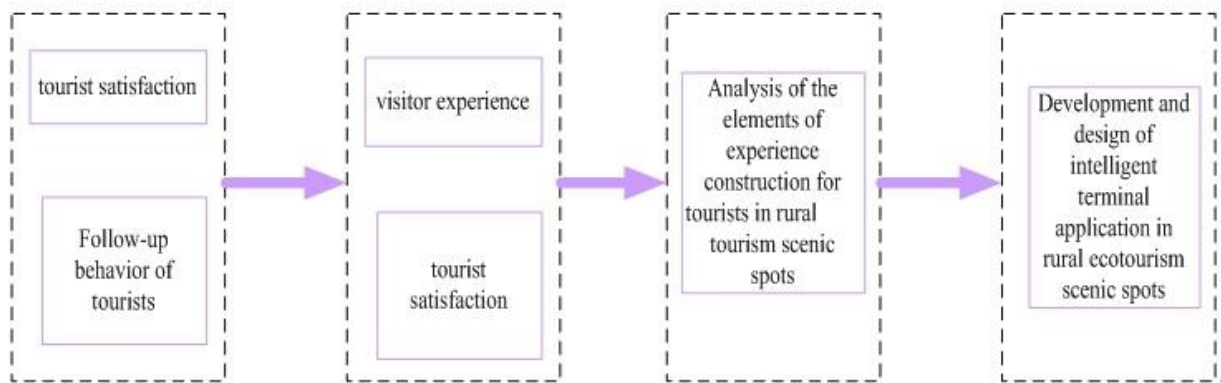 tourist satisfaction
Follow-up
behavior of
tourists
visitor experience
tourist
satisfaction
Analysis of the
elements of
experience
construction for
tourists in rural
tourism scenic
spots
Development and
design of
intelligent
terminal
application in
rural ecotourism
scenic spots